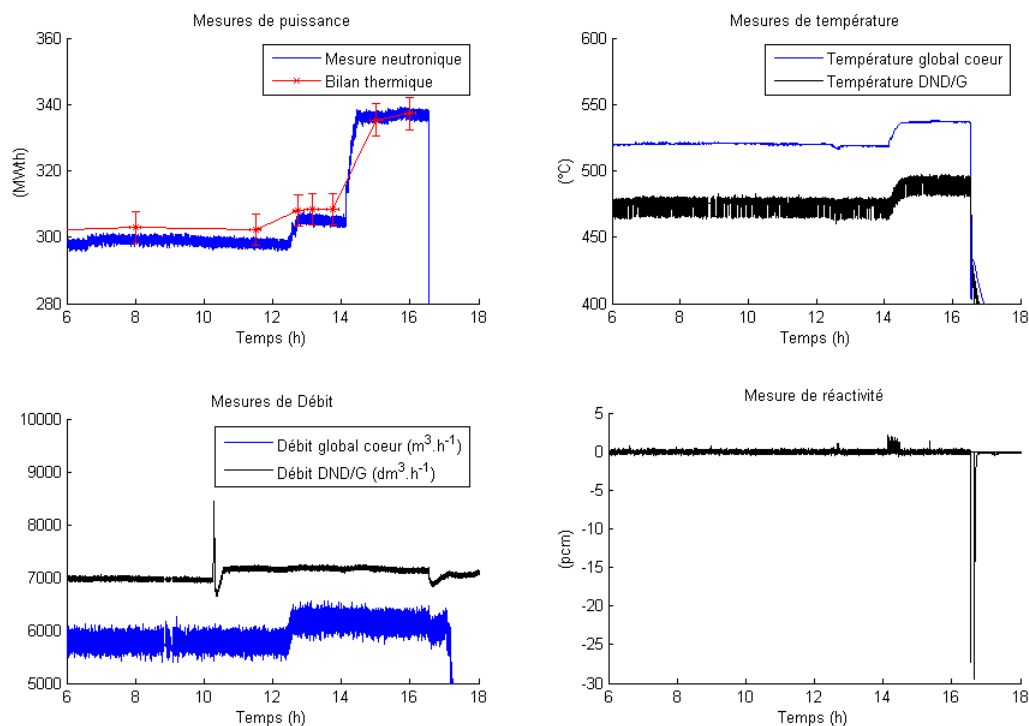 Mesures de puissance
360
340
320
300
280
(MWth)
Mesure neutronique
Bilan thermique
6 8 10 12 14 16 18
Temps (h)
Mesures de température
600
550
500
450
400
(°C)
Température global coeur
Température DND/G
6 8 10 12 14 16 18
Temps (h)
Mesures de Débit
10000
9000
8000
7000
6000
5000
Débit global coeur (m³.h⁻¹)
Débit DND/G (dm³.h⁻¹)
6 8 10 12 14 16 18
Temps (h)
Mesure de réactivité
5
0
-5
-10
-15
-20
-25
-30
(pcm)
6 8 10 12 14 16 18
Temps (h)